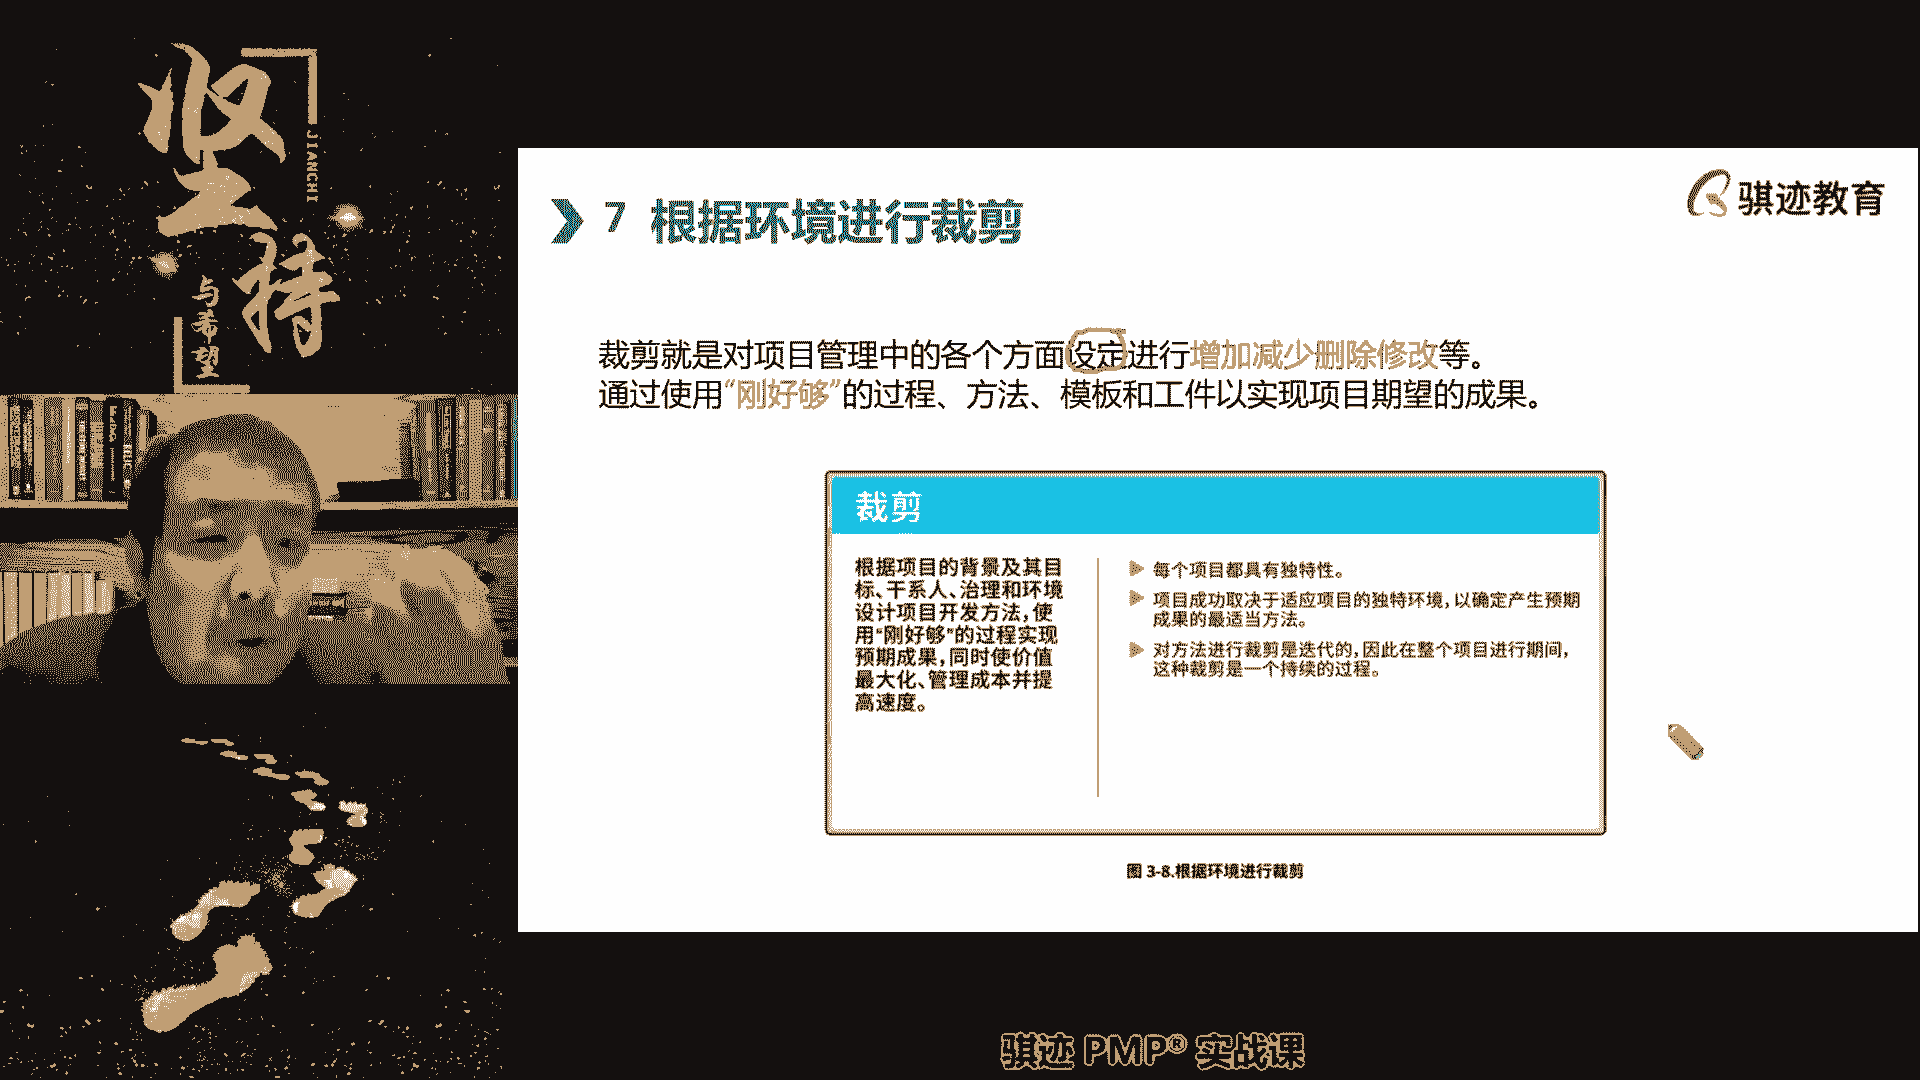 坚持
JIANCHI
与希望
骐迹教育
7 根据环境进行裁剪
裁剪就是对项目管理中的各个方面设定进行增加减少删除修改等。
通过使用“刚好够”的过程、方法、模板和工件以实现项目期望的成果。
裁剪
根据项目的背景及其目
标、干系人、治理和环境
设计项目开发方法,使
用“刚好够”的过程实现
预期成果,同时使价值
最大化、管理成本并提
高速度。
每个项目都具有独特性。
项目成功取决于适应项目的独特环境,以确定产生预期
成果的最适当方法。
对方法进行裁剪是迭代的,因此在整个项目进行期间,
这种裁剪是一个持续的过程。
图 3-8.根据环境进行裁剪
骐迹 PMP® 实战课